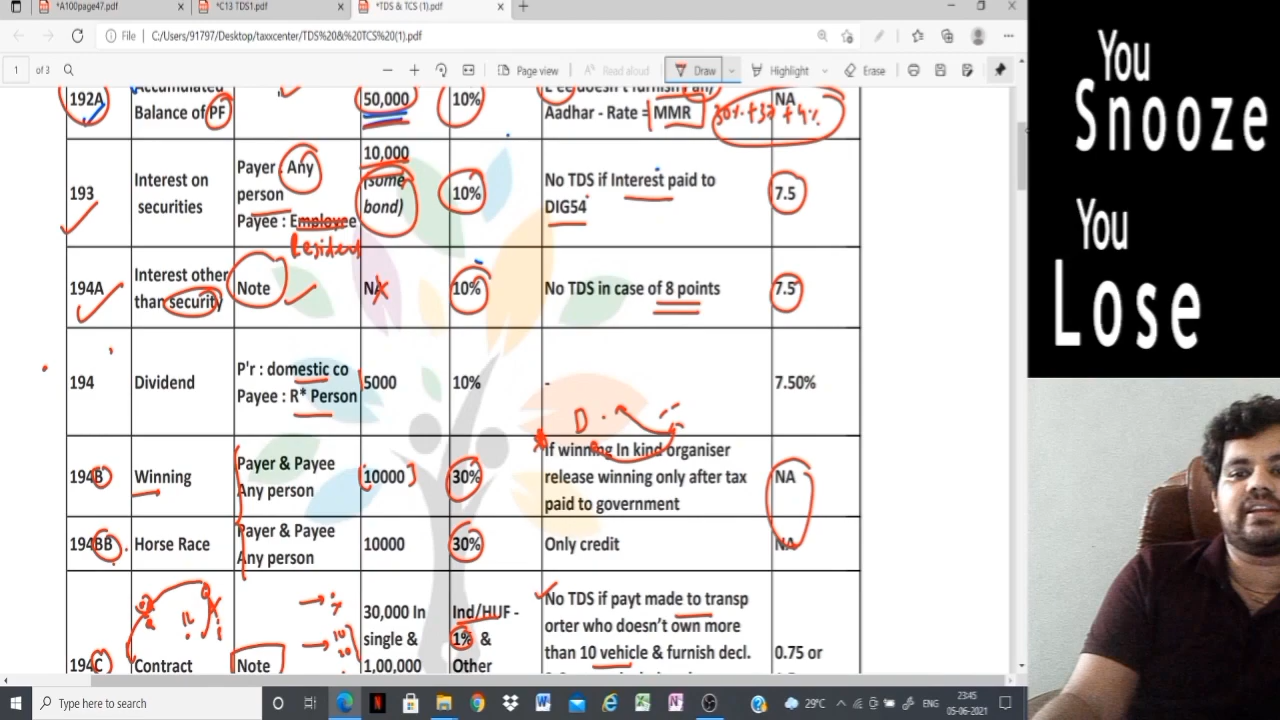 *A100page47.pdf
*C13 TDS1.pdf
*TDS & TCS (1).pdf
File C:/Users/91797/Desktop/taxxcenter/TDS%20&%20TCS%20(1).pdf
1 of 3
Page view
Read aloud
Draw
Highlight
Erase
192A
Accumulated
Balance of PF
50,000
10%
Aadhar - Rate = MMR
NA
30% + 37 + 4%
193
Interest on
securities
Payer : Any
person
Payee : Employee
Resident
10,000
(some
bond)
10%
No TDS if Interest paid to
DIG54
7.5
194A
Interest other
than security
Note
NA
10%
No TDS in case of 8 points
7.5
194
Dividend
P'r : domestic co
Payee : R* Person
5000
10%
-
7.50%
D
194B
Winning
Payer & Payee
Any person
10000
30%
If winning In kind organiser
release winning only after tax
paid to government
NA
194BB
Horse Race
Payer & Payee
Any person
10000
30%
Only credit
NA
194C
Contract
Note
30,000 In
single &
1,00,000
Ind/HUF -
1% &
Other
No TDS if payt made to transp
orter who doesn't own more
than 10 vehicle & furnish decl.
0.75 or
You
Snooze
You
Lose
Type here to search
29°C
ENG
23:45
05-06-2021